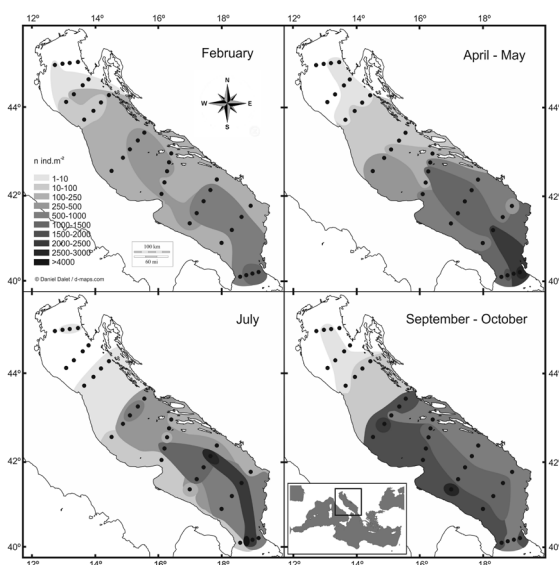 12° 14° 16° 18° 12° 14° 16° 18°
February
April - May
N
W E
S
44° 44°
n ind.m⁻²
1-10
10-100
100-250
250-500
500-1000
1000-1500
1500-2000
2000-2500
2500-3000
>4000
42° 42°
100 km
60 mi
© Daniel Dalet / d-maps.com
40° 40°
July
September - October
44° 44°
42° 42°
40° 40°
12° 14° 16° 18° 12° 14° 16° 18°